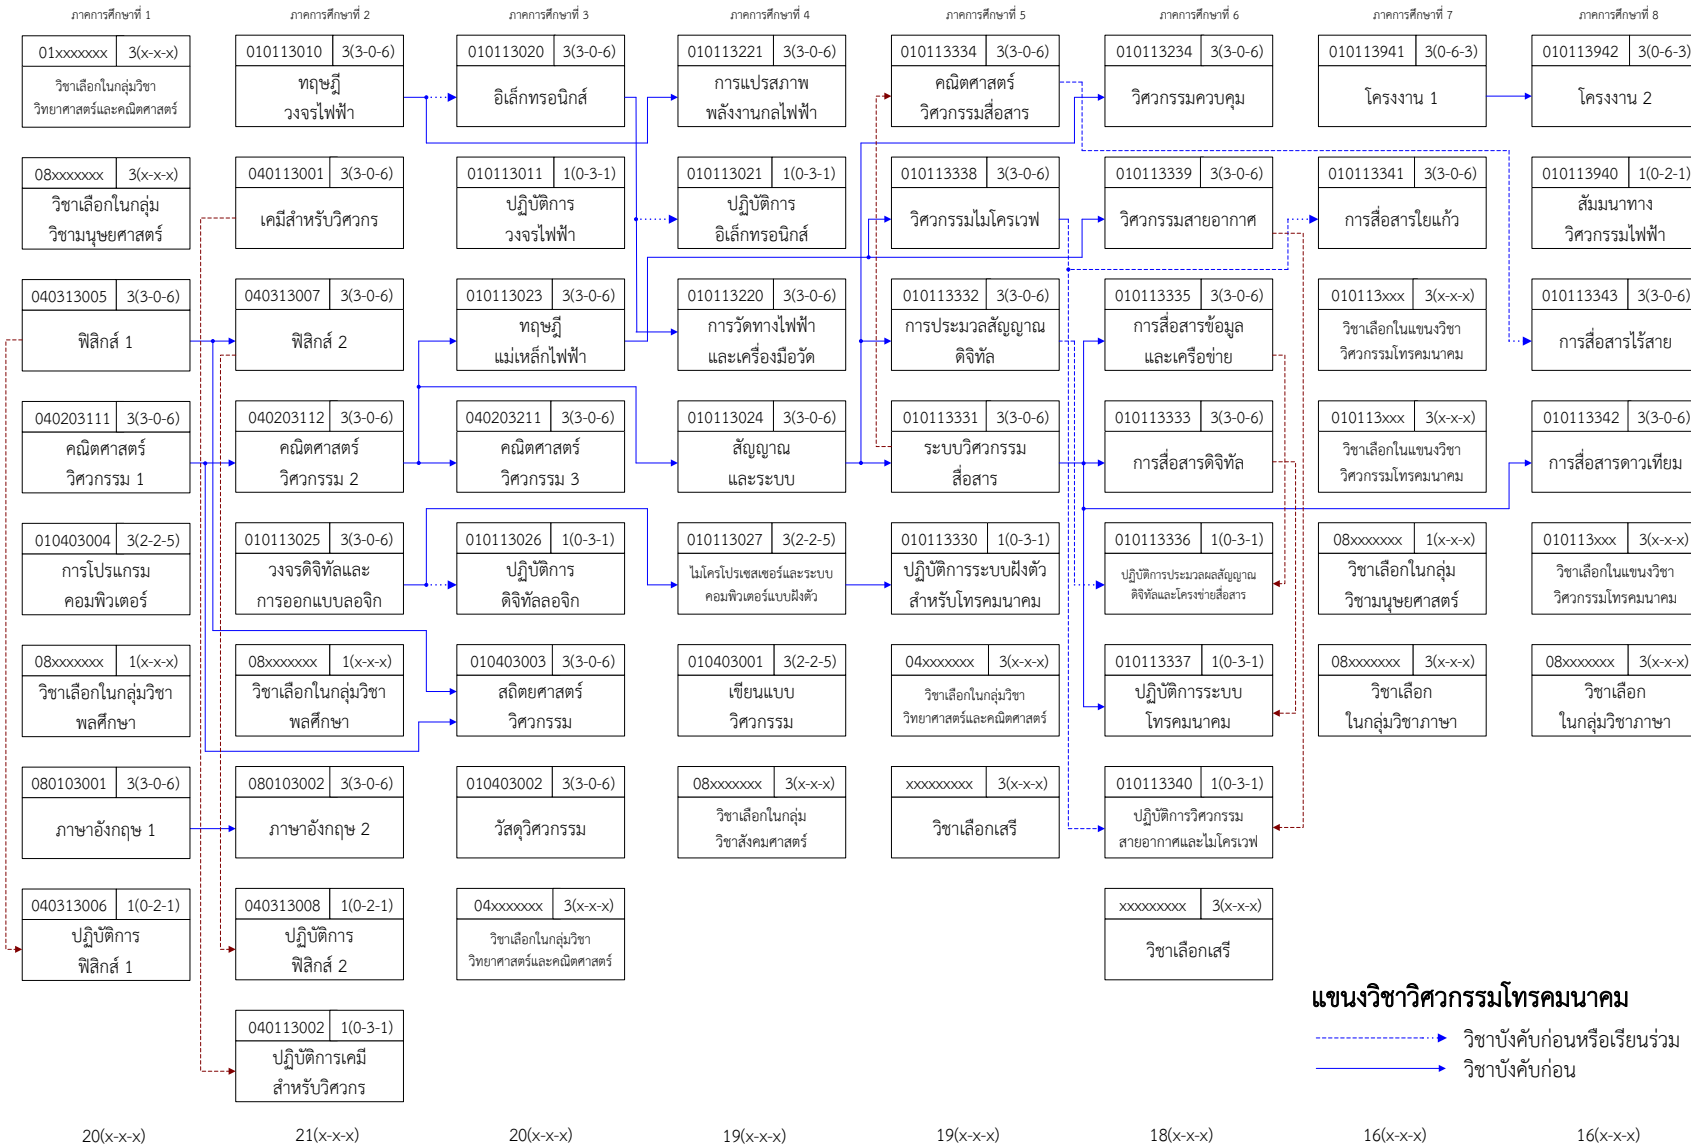 ภาคการศึกษาที่ 1
01xxxxxxx 3(x-x-x)
วิชาเลือกในกลุ่มวิชา
วิทยาศาสตร์และคณิตศาสตร์
08xxxxxxx 3(x-x-x)
วิชาเลือกในกลุ่ม
วิชามนุษยศาสตร์
040313005 3(3-0-6)
ฟิสิกส์ 1
040203111 3(3-0-6)
คณิตศาสตร์
วิศวกรรม 1
010403004 3(2-2-5)
การโปรแกรม
คอมพิวเตอร์
08xxxxxxx 1(x-x-x)
วิชาเลือกในกลุ่มวิชา
พลศึกษา
080103001 3(3-0-6)
ภาษาอังกฤษ 1
040313006 1(0-2-1)
ปฏิบัติการ
ฟิสิกส์ 1
20(x-x-x)
ภาคการศึกษาที่ 2
010113010 3(3-0-6)
ทฤษฎี
วงจรไฟฟ้า
040113001 3(3-0-6)
เคมีสำหรับวิศวกร
040313007 3(3-0-6)
ฟิสิกส์ 2
040203112 3(3-0-6)
คณิตศาสตร์
วิศวกรรม 2
010113025 3(3-0-6)
วงจรดิจิทัลและ
การออกแบบลอจิก
08xxxxxxx 1(x-x-x)
วิชาเลือกในกลุ่มวิชา
พลศึกษา
080103002 3(3-0-6)
ภาษาอังกฤษ 2
040313008 1(0-2-1)
ปฏิบัติการ
ฟิสิกส์ 2
040113002 1(0-3-1)
ปฏิบัติการเคมี
สำหรับวิศวกร
21(x-x-x)
ภาคการศึกษาที่ 3
010113020 3(3-0-6)
อิเล็กทรอนิกส์
010113011 1(0-3-1)
ปฏิบัติการ
วงจรไฟฟ้า
010113023 3(3-0-6)
ทฤษฎี
แม่เหล็กไฟฟ้า
040203211 3(3-0-6)
คณิตศาสตร์
วิศวกรรม 3
010113026 1(0-3-1)
ปฏิบัติการ
ดิจิทัลลอจิก
010403003 3(3-0-6)
สถิตยศาสตร์
วิศวกรรม
010403002 3(3-0-6)
วัสดุวิศวกรรม
04xxxxxxx 3(x-x-x)
วิชาเลือกในกลุ่มวิชา
วิทยาศาสตร์และคณิตศาสตร์
20(x-x-x)
ภาคการศึกษาที่ 4
010113221 3(3-0-6)
การแปรสภาพ
พลังงานกลไฟฟ้า
010113021 1(0-3-1)
ปฏิบัติการ
อิเล็กทรอนิกส์
010113220 3(3-0-6)
การวัดทางไฟฟ้า
และเครื่องมือวัด
010113024 3(3-0-6)
สัญญาณ
และระบบ
010113027 3(2-2-5)
ไมโครโปรเซสเซอร์และระบบ
คอมพิวเตอร์แบบฝังตัว
010403001 3(2-2-5)
เขียนแบบ
วิศวกรรม
08xxxxxxx 3(x-x-x)
วิชาเลือกในกลุ่ม
วิชาสังคมศาสตร์
19(x-x-x)
ภาคการศึกษาที่ 5
010113334 3(3-0-6)
คณิตศาสตร์
วิศวกรรมสื่อสาร
010113338 3(3-0-6)
วิศวกรรมไมโครเวฟ
010113332 3(3-0-6)
การประมวลสัญญาณ
ดิจิทัล
010113331 3(3-0-6)
ระบบวิศวกรรม
สื่อสาร
010113330 1(0-3-1)
ปฏิบัติการระบบฝังตัว
สำหรับโทรคมนาคม
04xxxxxxx 3(x-x-x)
วิชาเลือกในกลุ่มวิชา
วิทยาศาสตร์และคณิตศาสตร์
xxxxxxxxx 3(x-x-x)
วิชาเลือกเสรี
19(x-x-x)
ภาคการศึกษาที่ 6
010113234 3(3-0-6)
วิศวกรรมควบคุม
010113339 3(3-0-6)
วิศวกรรมสายอากาศ
010113335 3(3-0-6)
การสื่อสารข้อมูล
และเครือข่าย
010113333 3(3-0-6)
การสื่อสารดิจิทัล
010113336 1(0-3-1)
ปฏิบัติการประมวลผลสัญญาณ
ดิจิทัลและโครงข่ายสื่อสาร
010113337 1(0-3-1)
ปฏิบัติการระบบ
โทรคมนาคม
010113340 1(0-3-1)
ปฏิบัติการวิศวกรรม
สายอากาศและไมโครเวฟ
xxxxxxxxx 3(x-x-x)
วิชาเลือกเสรี
18(x-x-x)
ภาคการศึกษาที่ 7
010113941 3(0-6-3)
โครงงาน 1
010113341 3(3-0-6)
การสื่อสารใยแก้ว
010113xxx 3(x-x-x)
วิชาเลือกในแขนงวิชา
วิศวกรรมโทรคมนาคม
010113xxx 3(x-x-x)
วิชาเลือกในแขนงวิชา
วิศวกรรมโทรคมนาคม
08xxxxxxx 1(x-x-x)
วิชาเลือกในกลุ่ม
วิชามนุษยศาสตร์
08xxxxxxx 3(x-x-x)
วิชาเลือก
ในกลุ่มวิชาภาษา
16(x-x-x)
ภาคการศึกษาที่ 8
010113942 3(0-6-3)
โครงงาน 2
010113940 1(0-2-1)
สัมมนาทาง
วิศวกรรมไฟฟ้า
010113343 3(3-0-6)
การสื่อสารไร้สาย
010113342 3(3-0-6)
การสื่อสารดาวเทียม
010113xxx 3(x-x-x)
วิชาเลือกในแขนงวิชา
วิศวกรรมโทรคมนาคม
08xxxxxxx 3(x-x-x)
วิชาเลือก
ในกลุ่มวิชาภาษา
16(x-x-x)
แขนงวิชาวิศวกรรมโทรคมนาคม
วิชาบังคับก่อนหรือเรียนร่วม
วิชาบังคับก่อน